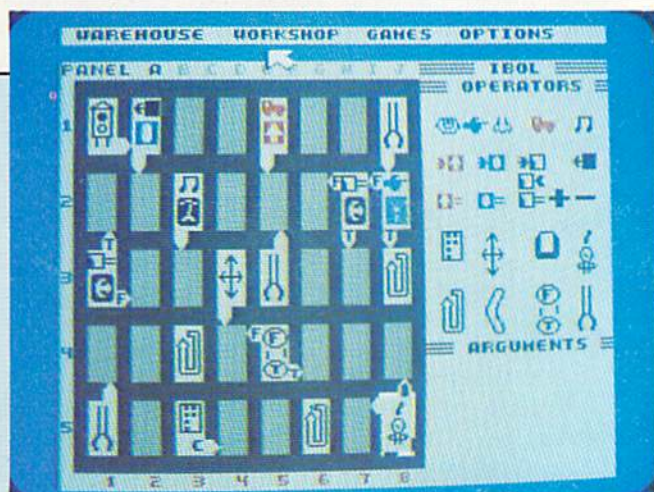 WAREHOUSE WORKSHOP GAMES OPTIONS
PANEL A B C D E F G H I 7 IBOL
OPERATORS
1
F F
2
T T T
3
F
F F F
4
T T
ARGUMENTS
5
C
1 2 3 4 5 6 7 8